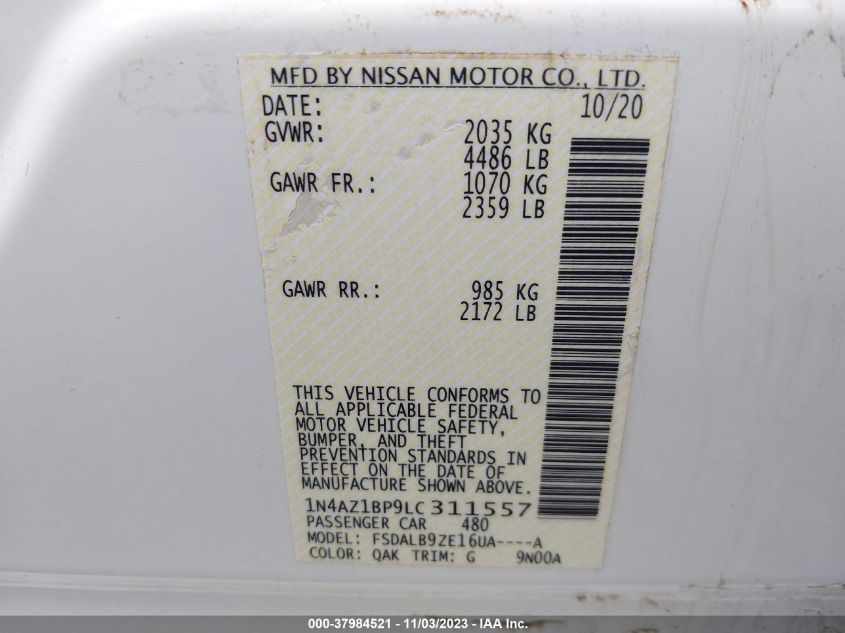 MFD BY NISSAN MOTOR CO., LTD.
DATE: 10/20
GVWR: 2035 KG
4486 LB
GAWR FR.: 1070 KG
2359 LB
GAWR RR.: 985 KG
2172 LB
THIS VEHICLE CONFORMS TO
ALL APPLICABLE FEDERAL
MOTOR VEHICLE SAFETY,
BUMPER, AND THEFT
PREVENTION STANDARDS IN
EFFECT ON THE DATE OF
MANUFACTURE SHOWN ABOVE.
1N4AZ1BP9LC311557
PASSENGER CAR 480
MODEL: FSDALB9ZE16UA----A
COLOR: QAK TRIM: G 9N00A
000-37984521 - 11/03/2023 - IAA Inc.